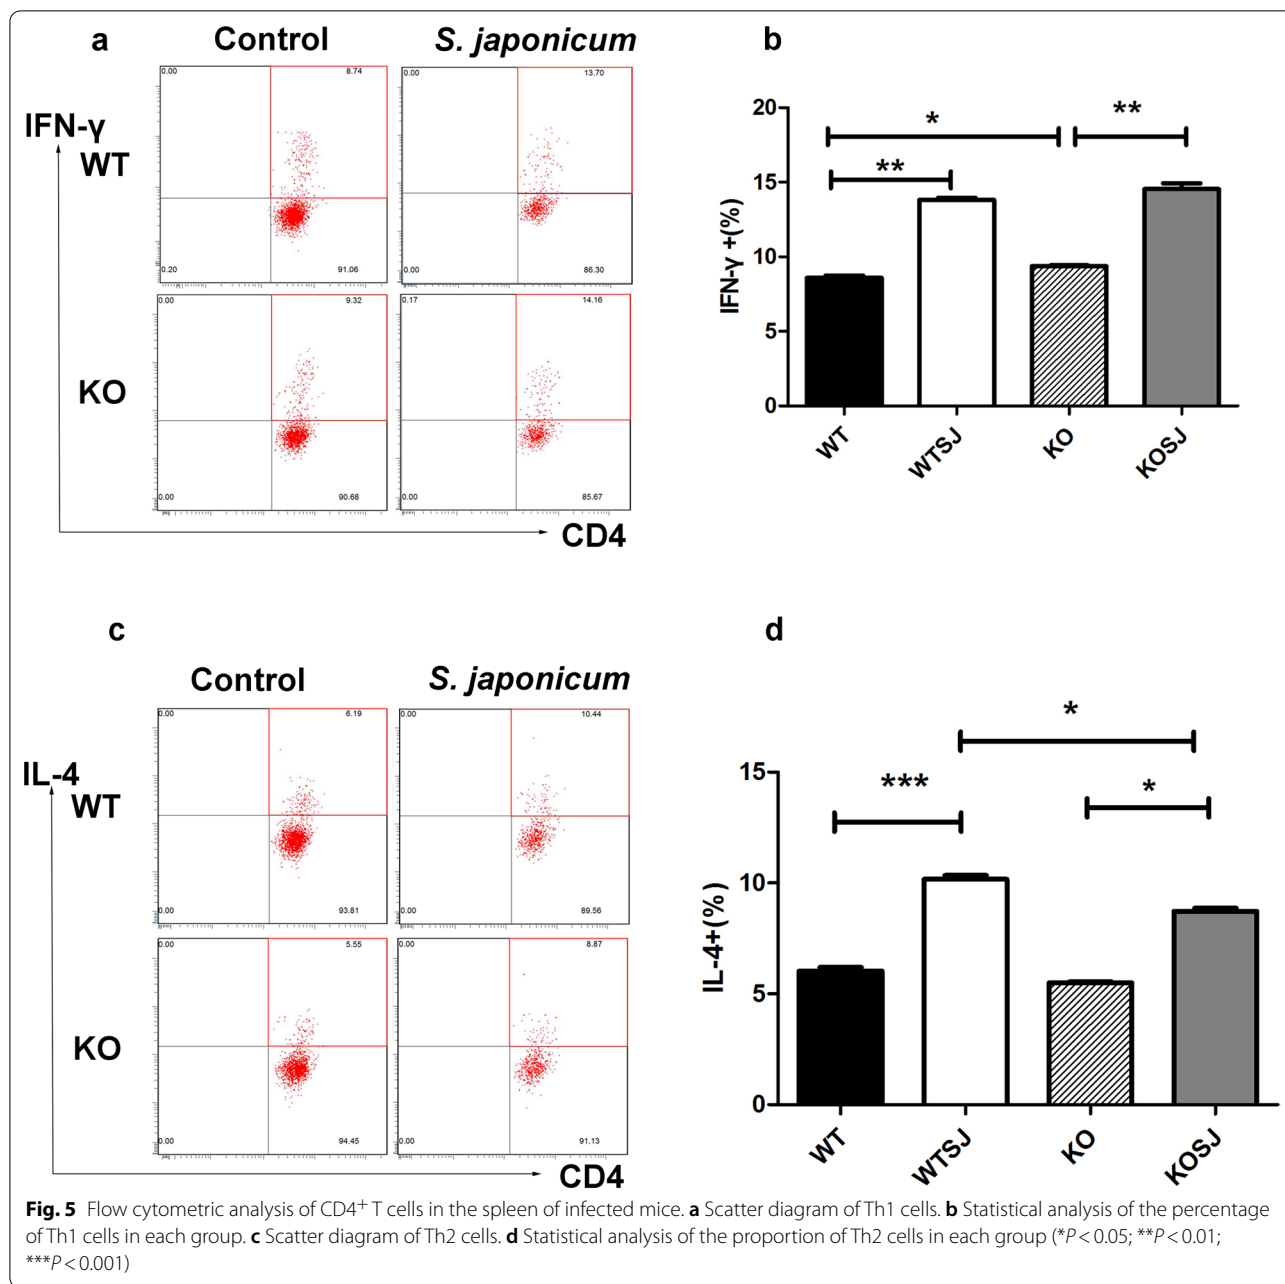 a
Control
S. japonicum
IFN-γ
WT
0.00
8.74
0.20
91.06
0.00
13.70
0.00
86.30
KO
0.00
9.32
0.00
90.68
0.17
14.16
0.00
85.67
CD4
b
IFN-γ +(%)
20
15
10
5
0
*
**
**
WT
WTSJ
KO
KOSJ
c
Control
S. japonicum
IL-4
WT
0.00
6.19
0.00
93.81
0.00
10.44
0.00
89.56
KO
0.00
5.55
0.00
94.45
0.00
8.87
0.00
91.13
CD4
d
IL-4+(%)
15
10
5
0
*
***
*
WT
WTSJ
KO
KOSJ
Fig. 5 Flow cytometric analysis of CD4+ T cells in the spleen of infected mice. a Scatter diagram of Th1 cells. b Statistical analysis of the percentage
of Th1 cells in each group. c Scatter diagram of Th2 cells. d Statistical analysis of the proportion of Th2 cells in each group (*P < 0.05; **P < 0.01;
***P < 0.001)